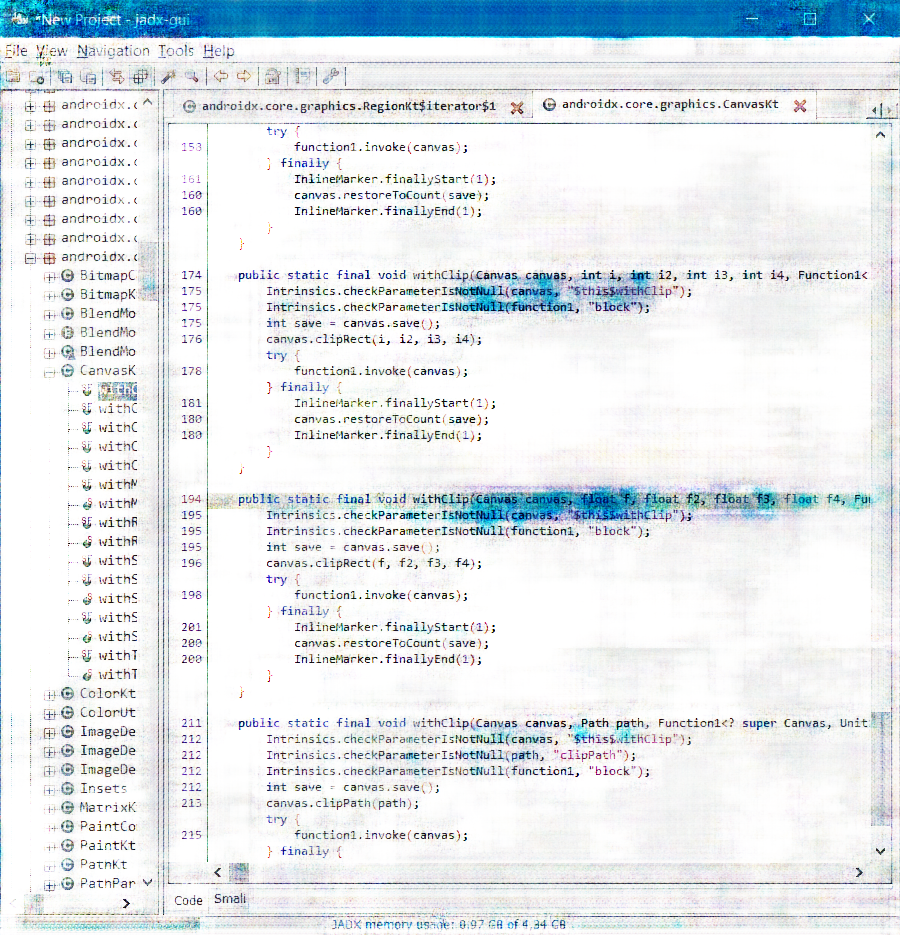 *New Project - jadx-gui
File View Navigation Tools Help
androidx.c
androidx.c
androidx.c
androidx.c
androidx.c
androidx.c
androidx.c
androidx.c
androidx.c
BitmapC
BitmapK
BlendMo
BlendMo
BlendMo
CanvasK
withC
withC
withC
withC
withC
withM
withM
withR
withR
withS
withS
withS
withS
withS
withT
withT
ColorKt
ColorUt
ImageDe
ImageDe
ImageDe
Insets
MatrixK
PaintCo
PaintKt
PathKt
PathPar
androidx.core.graphics.RegionKt$iterator$1
androidx.core.graphics.CanvasKt
try {
153 function1.invoke(canvas);
} finally {
161 InlineMarker.finallyStart(1);
160 canvas.restoreToCount(save);
160 InlineMarker.finallyEnd(1);
}
}
174 public static final void withClip(Canvas canvas, int i, int i2, int i3, int i4, Function1<
175 Intrinsics.checkParameterIsNotNull(canvas, "$this$withClip");
175 Intrinsics.checkParameterIsNotNull(function1, "block");
175 int save = canvas.save();
176 canvas.clipRect(i, i2, i3, i4);
try {
178 function1.invoke(canvas);
} finally {
181 InlineMarker.finallyStart(1);
180 canvas.restoreToCount(save);
180 InlineMarker.finallyEnd(1);
}
}
194 public static final void withClip(Canvas canvas, float f, float f2, float f3, float f4, Fun
195 Intrinsics.checkParameterIsNotNull(canvas, "$this$withClip");
195 Intrinsics.checkParameterIsNotNull(function1, "block");
195 int save = canvas.save();
196 canvas.clipRect(f, f2, f3, f4);
try {
198 function1.invoke(canvas);
} finally {
201 InlineMarker.finallyStart(1);
200 canvas.restoreToCount(save);
200 InlineMarker.finallyEnd(1);
}
}
211 public static final void withClip(Canvas canvas, Path path, Function1<? super Canvas, Unit
212 Intrinsics.checkParameterIsNotNull(canvas, "$this$withClip");
212 Intrinsics.checkParameterIsNotNull(path, "clipPath");
212 Intrinsics.checkParameterIsNotNull(function1, "block");
212 int save = canvas.save();
213 canvas.clipPath(path);
try {
215 function1.invoke(canvas);
} finally {
Code Smali
JADX memory usage: 0.97 GB of 4.34 GB